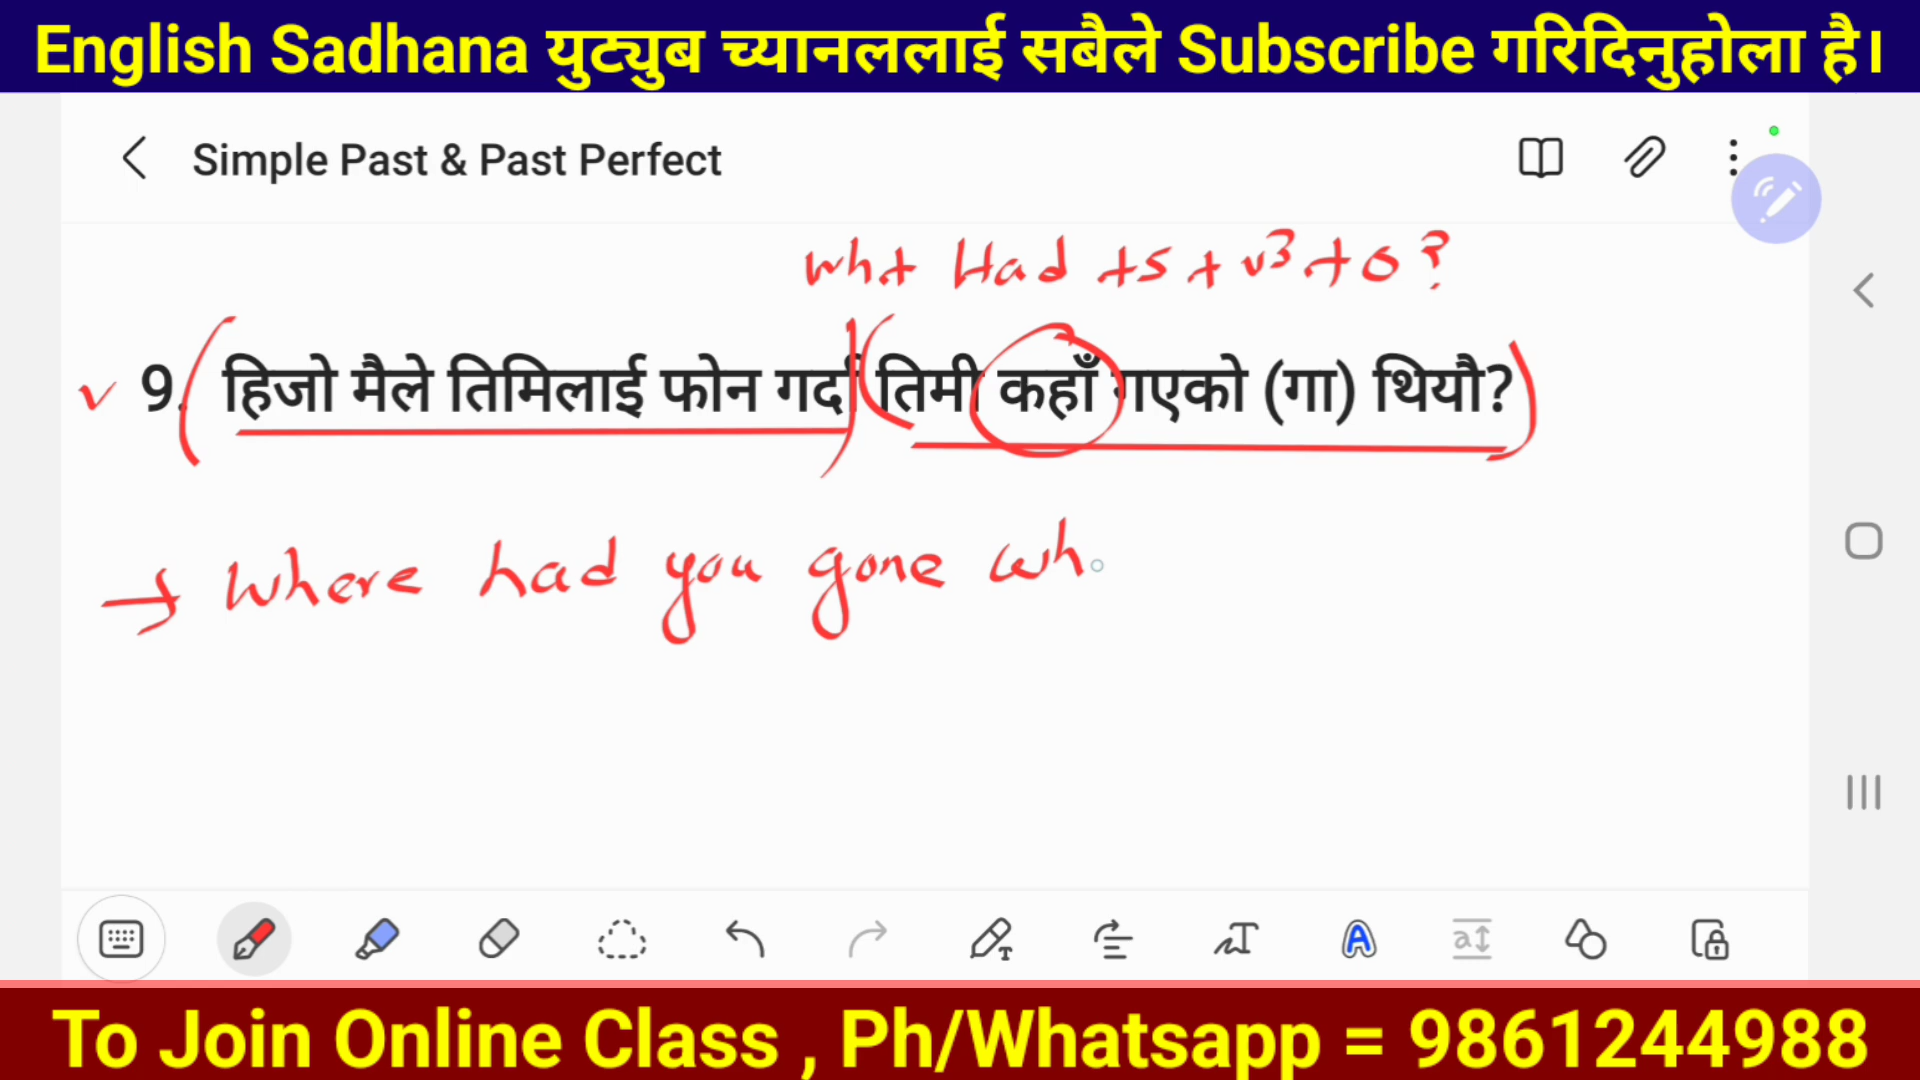 English Sadhana युट्युब च्यानललाई सबैले Subscribe गरिदिनुहोला है।
Simple Past & Past Perfect
wh+ Had +S + v3 + O ?
9. हिजो मैले तिमिलाई फोन गर्दा तिमी कहाँ गएको (गा) थियौ?
→ Where had you gone wh
To Join Online Class , Ph/Whatsapp = 9861244988